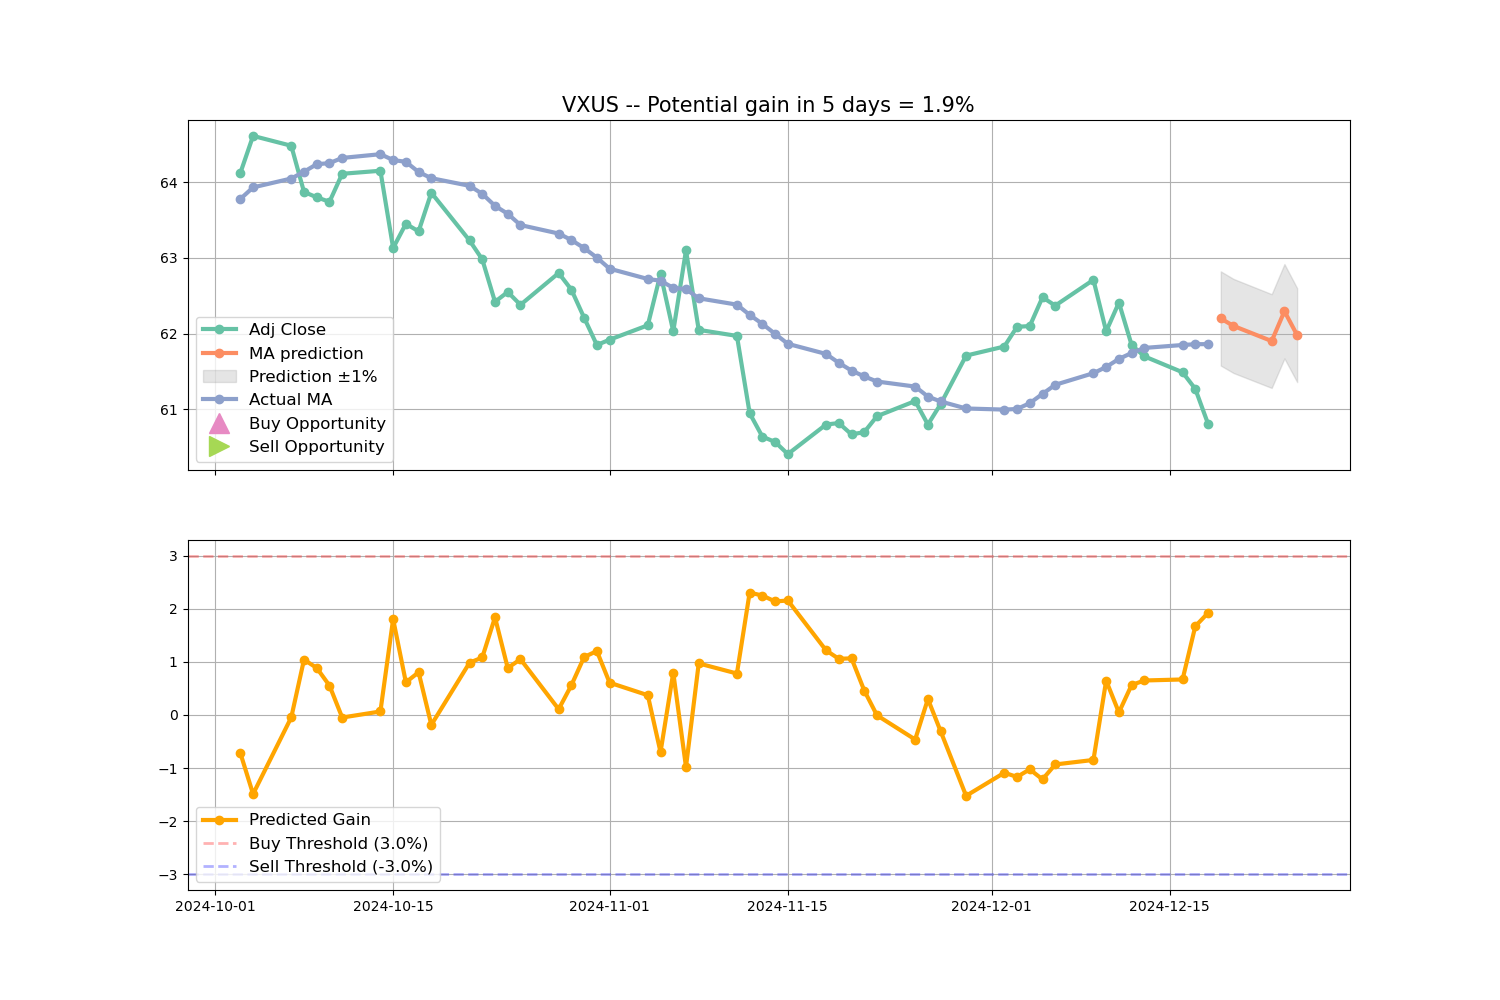 VXUS -- Potential gain in 5 days = 1.9%
64
63
62
61
Adj Close
MA prediction
Prediction ±1%
Actual MA
Buy Opportunity
Sell Opportunity
3
2
1
0
−1
−2
−3
Predicted Gain
Buy Threshold (3.0%)
Sell Threshold (-3.0%)
2024-10-01
2024-10-15
2024-11-01
2024-11-15
2024-12-01
2024-12-15